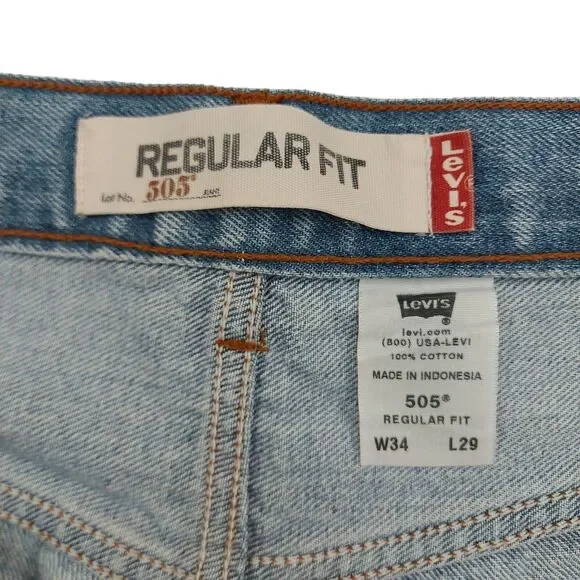 REGULAR FIT
Lot No. 505® JEANS
LEVI'S
LEVI'S
®
levi.com
(800) USA-LEVI
100% COTTON
MADE IN INDONESIA
505®
REGULAR FIT
W34 L29